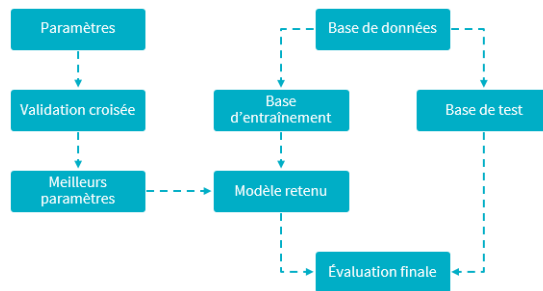 Paramètres
Base de données
Validation croisée
Base
d'entraînement
Base de test
Meilleurs
paramètres
Modèle retenu
Évaluation finale